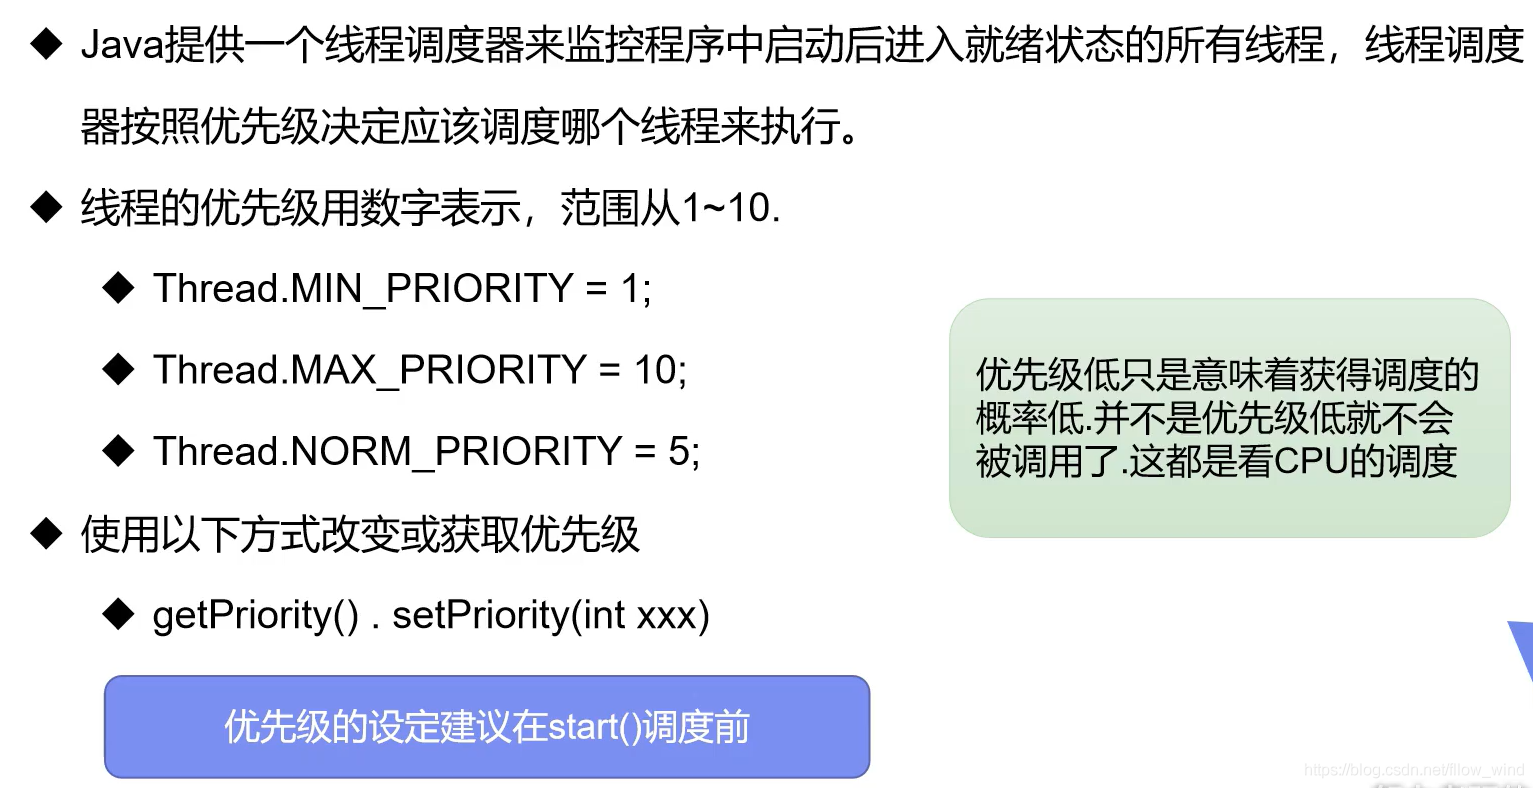 Java提供一个线程调度器来监控程序中启动后进入就绪状态的所有线程，线程调度
器按照优先级决定应该调度哪个线程来执行。
线程的优先级用数字表示，范围从1~10.
Thread.MIN_PRIORITY = 1;
Thread.MAX_PRIORITY = 10;
Thread.NORM_PRIORITY = 5;
优先级低只是意味着获得调度的
概率低.并不是优先级低就不会
被调用了.这都是看CPU的调度
使用以下方式改变或获取优先级
getPriority() . setPriority(int xxx)
优先级的设定建议在start()调度前
https://blog.csdn.net/fllow_wind